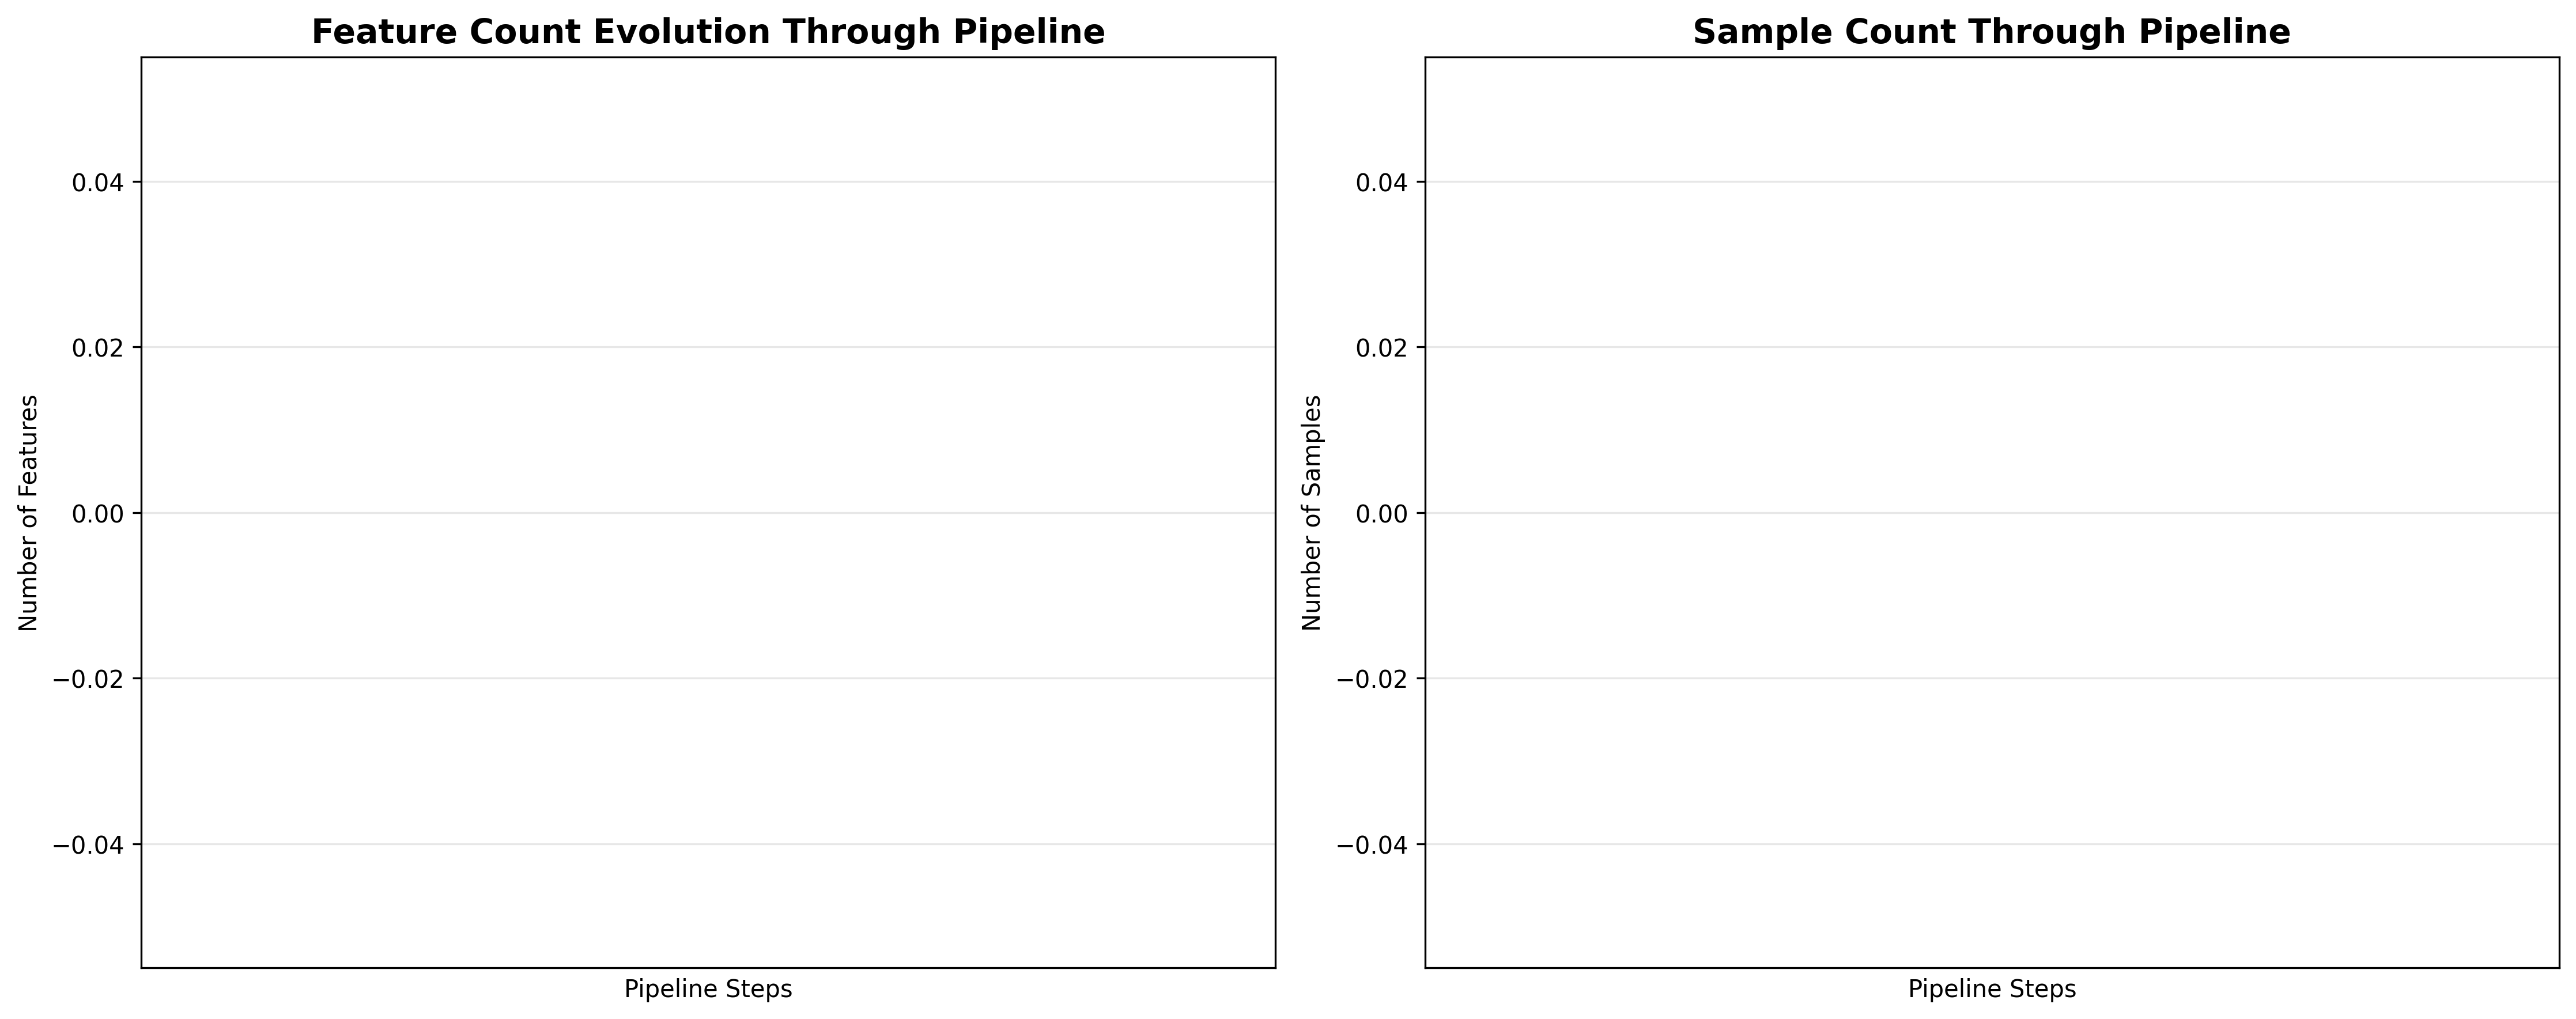 Feature Count Evolution Through Pipeline
Number of Features
0.04
0.02
0.00
−0.02
−0.04
Pipeline Steps
Sample Count Through Pipeline
Number of Samples
0.04
0.02
0.00
−0.02
−0.04
Pipeline Steps